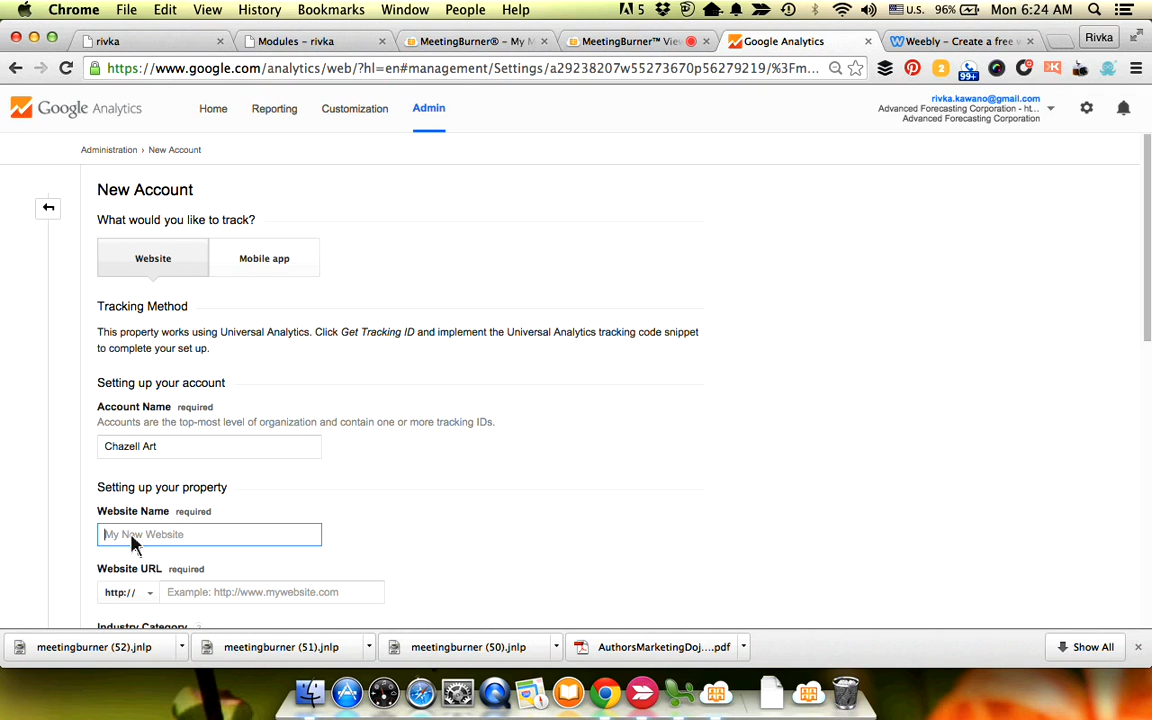 Chrome File Edit View History Bookmarks Window People Help 5 U.S. 96% Mon 6:24 AM
rivka Modules - rivka MeetingBurner® - My M MeetingBurner™ View Google Analytics Weebly - Create a free w Rivka
https://www.google.com/analytics/web/?hl=en#management/Settings/a29238207w55273670p56279219/%3Fm... 2 99+
Google Analytics Home Reporting Customization Admin
rivka.kawano@gmail.com
Advanced Forecasting Corporation - ht...
Advanced Forecasting Corporation
Administration › New Account
New Account
What would you like to track?
Website Mobile app
Tracking Method
This property works using Universal Analytics. Click Get Tracking ID and implement the Universal Analytics tracking code snippet
to complete your set up.
Setting up your account
Account Name required
Accounts are the top-most level of organization and contain one or more tracking IDs.
Chazell Art
Setting up your property
Website Name required
My New Website
Website URL required
http:// Example: http://www.mywebsite.com
Industry Category ?
meetingburner (52).jnlp meetingburner (51).jnlp meetingburner (50).jnlp AuthorsMarketingDoj....pdf Show All